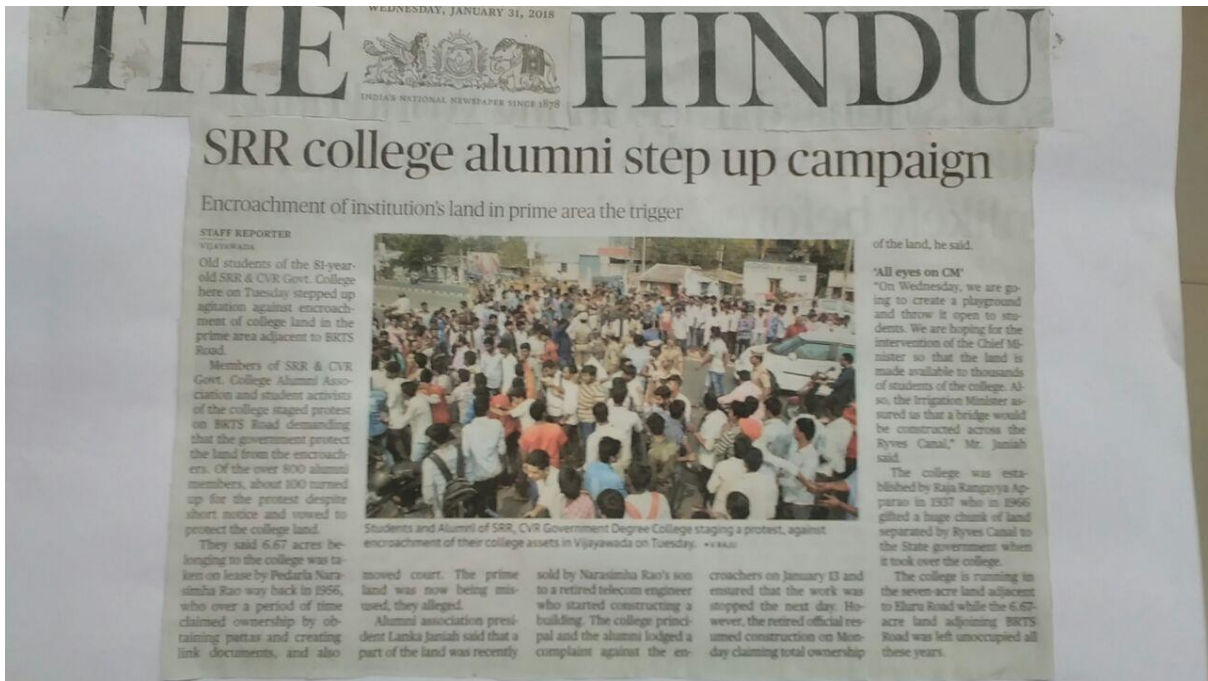 WEDNESDAY, JANUARY 31, 2018
THE HINDU
INDIA'S NATIONAL NEWSPAPER SINCE 1878
SRR college alumni step up campaign
Encroachment of institution's land in prime area the trigger
STAFF REPORTER
VIJAYAWADA
Old students of the 81-year-
old SRR & CVR Govt. College
here on Tuesday stepped up
agitation against encroach-
ment of college land in the
prime area adjacent to BRTS
Road.
Members of SRR & CVR
Govt. College Alumni Asso-
ciation and student activists
of the college staged protest
on BRTS Road demanding
that the government protect
the land from the encroach-
ers. Of the over 800 alumni
members, about 100 turned
up for the protest despite
short notice and vowed to
protect the college land.
They said 6.67 acres be-
longing to the college was ta-
ken on lease by Pedarla Nara-
simha Rao way back in 1956,
who over a period of time
claimed ownership by ob-
taining pattas and creating
link documents, and also
Students and Alumni of SRR, CVR Government Degree College staging a protest, against
encroachment of their college assets in Vijayawada on Tuesday. • V RAJU
moved court. The prime
land was now being mis-
used, they alleged.
Alumni association presi-
dent Lanka Janiah said that a
part of the land was recently
sold by Narasimha Rao's son
to a retired telecom engineer
who started constructing a
building. The college princi-
pal and the alumni lodged a
complaint against the en-
croachers on January 13 and
ensured that the work was
stopped the next day. Ho-
wever, the retired official res-
umed construction on Mon-
day claiming total ownership
of the land, he said.
'All eyes on CM'
"On Wednesday, we are go-
ing to create a playground
and throw it open to stu-
dents. We are hoping for the
intervention of the Chief Mi-
nister so that the land is
made available to thousands
of students of the college. Al-
so, the Irrigation Minister as-
sured us that a bridge would
be constructed across the
Ryves Canal," Mr. Janiah
said.
The college was esta-
blished by Raja Rangayya Ap-
parao in 1937 who in 1966
gifted a huge chunk of land
separated by Ryves Canal to
the State government when
it took over the college.
The college is running in
the seven-acre land adjacent
to Eluru Road while the 6.67-
acre land adjoining BRTS
Road was left unoccupied all
these years.